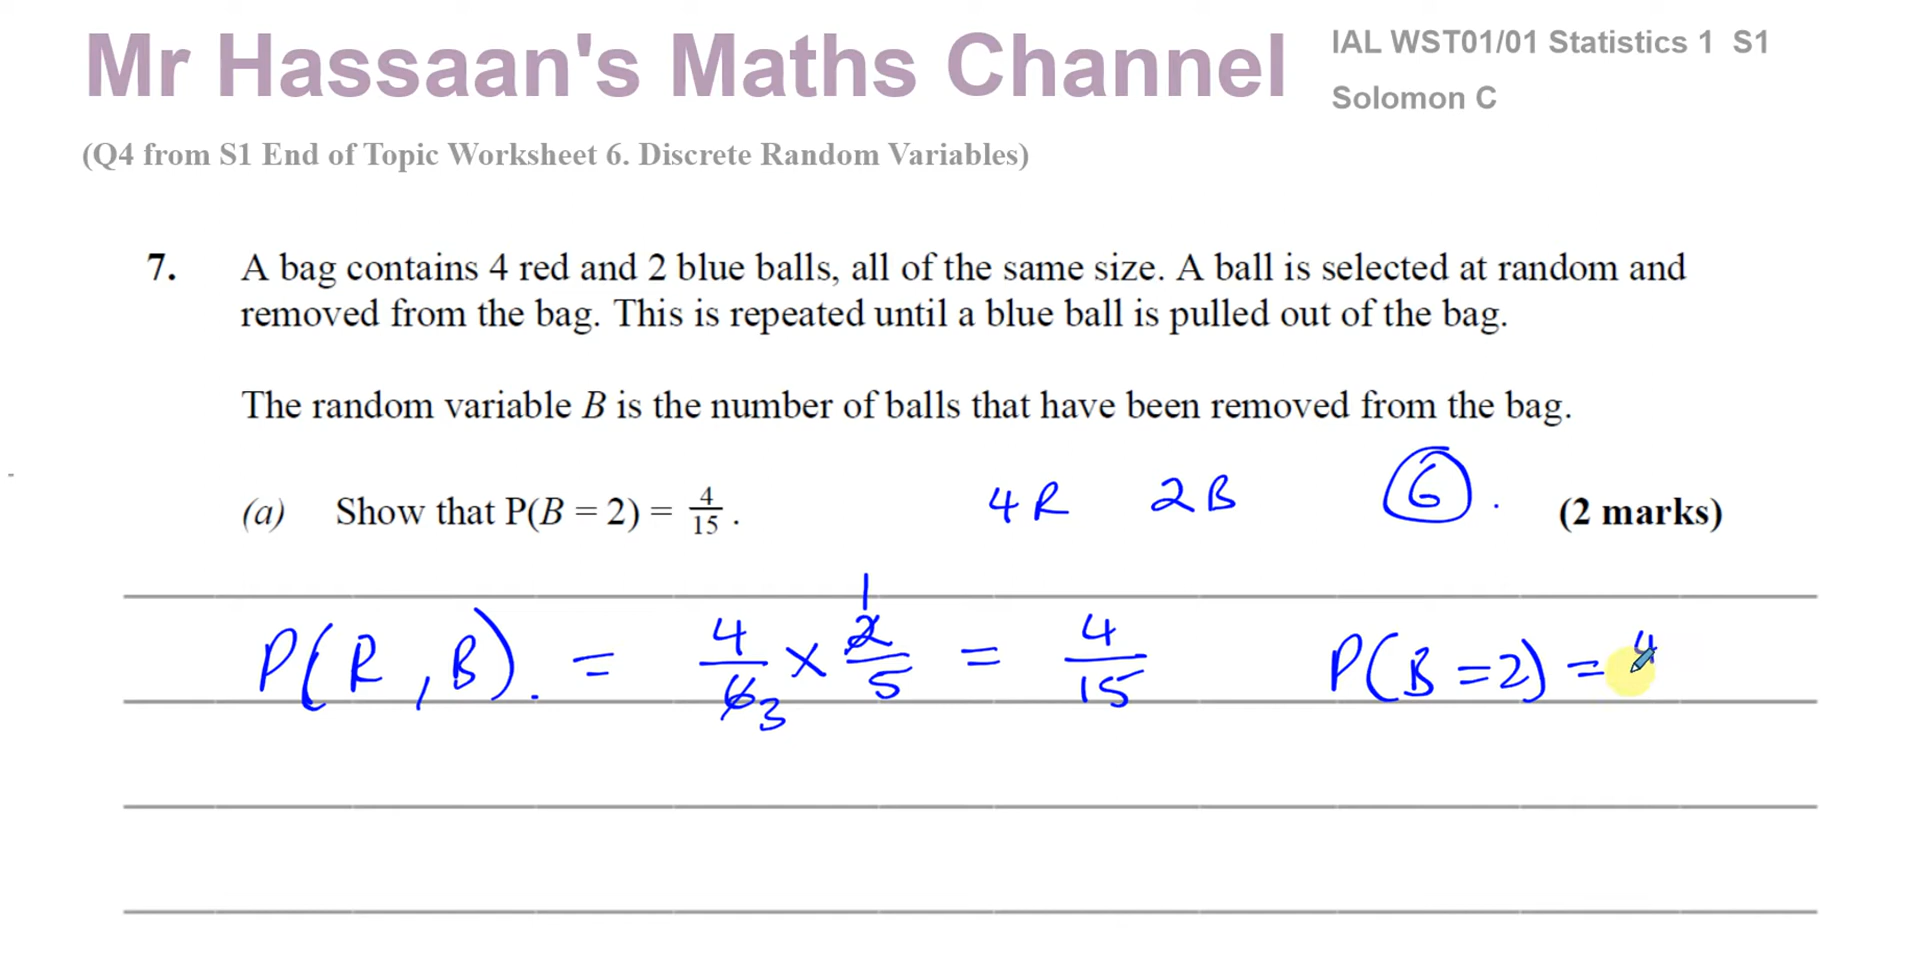 Mr Hassaan's Maths Channel
IAL WST01/01 Statistics 1 S1
Solomon C
(Q4 from S1 End of Topic Worksheet 6. Discrete Random Variables)
7. A bag contains 4 red and 2 blue balls, all of the same size. A ball is selected at random and
removed from the bag. This is repeated until a blue ball is pulled out of the bag.
The random variable B is the number of balls that have been removed from the bag.
4R 2B 6.
(a) Show that P(B = 2) = 4/15 . (2 marks)
P(R, B). = 4/6 3 × 1 2/5 = 4/15 P(B=2) = 4